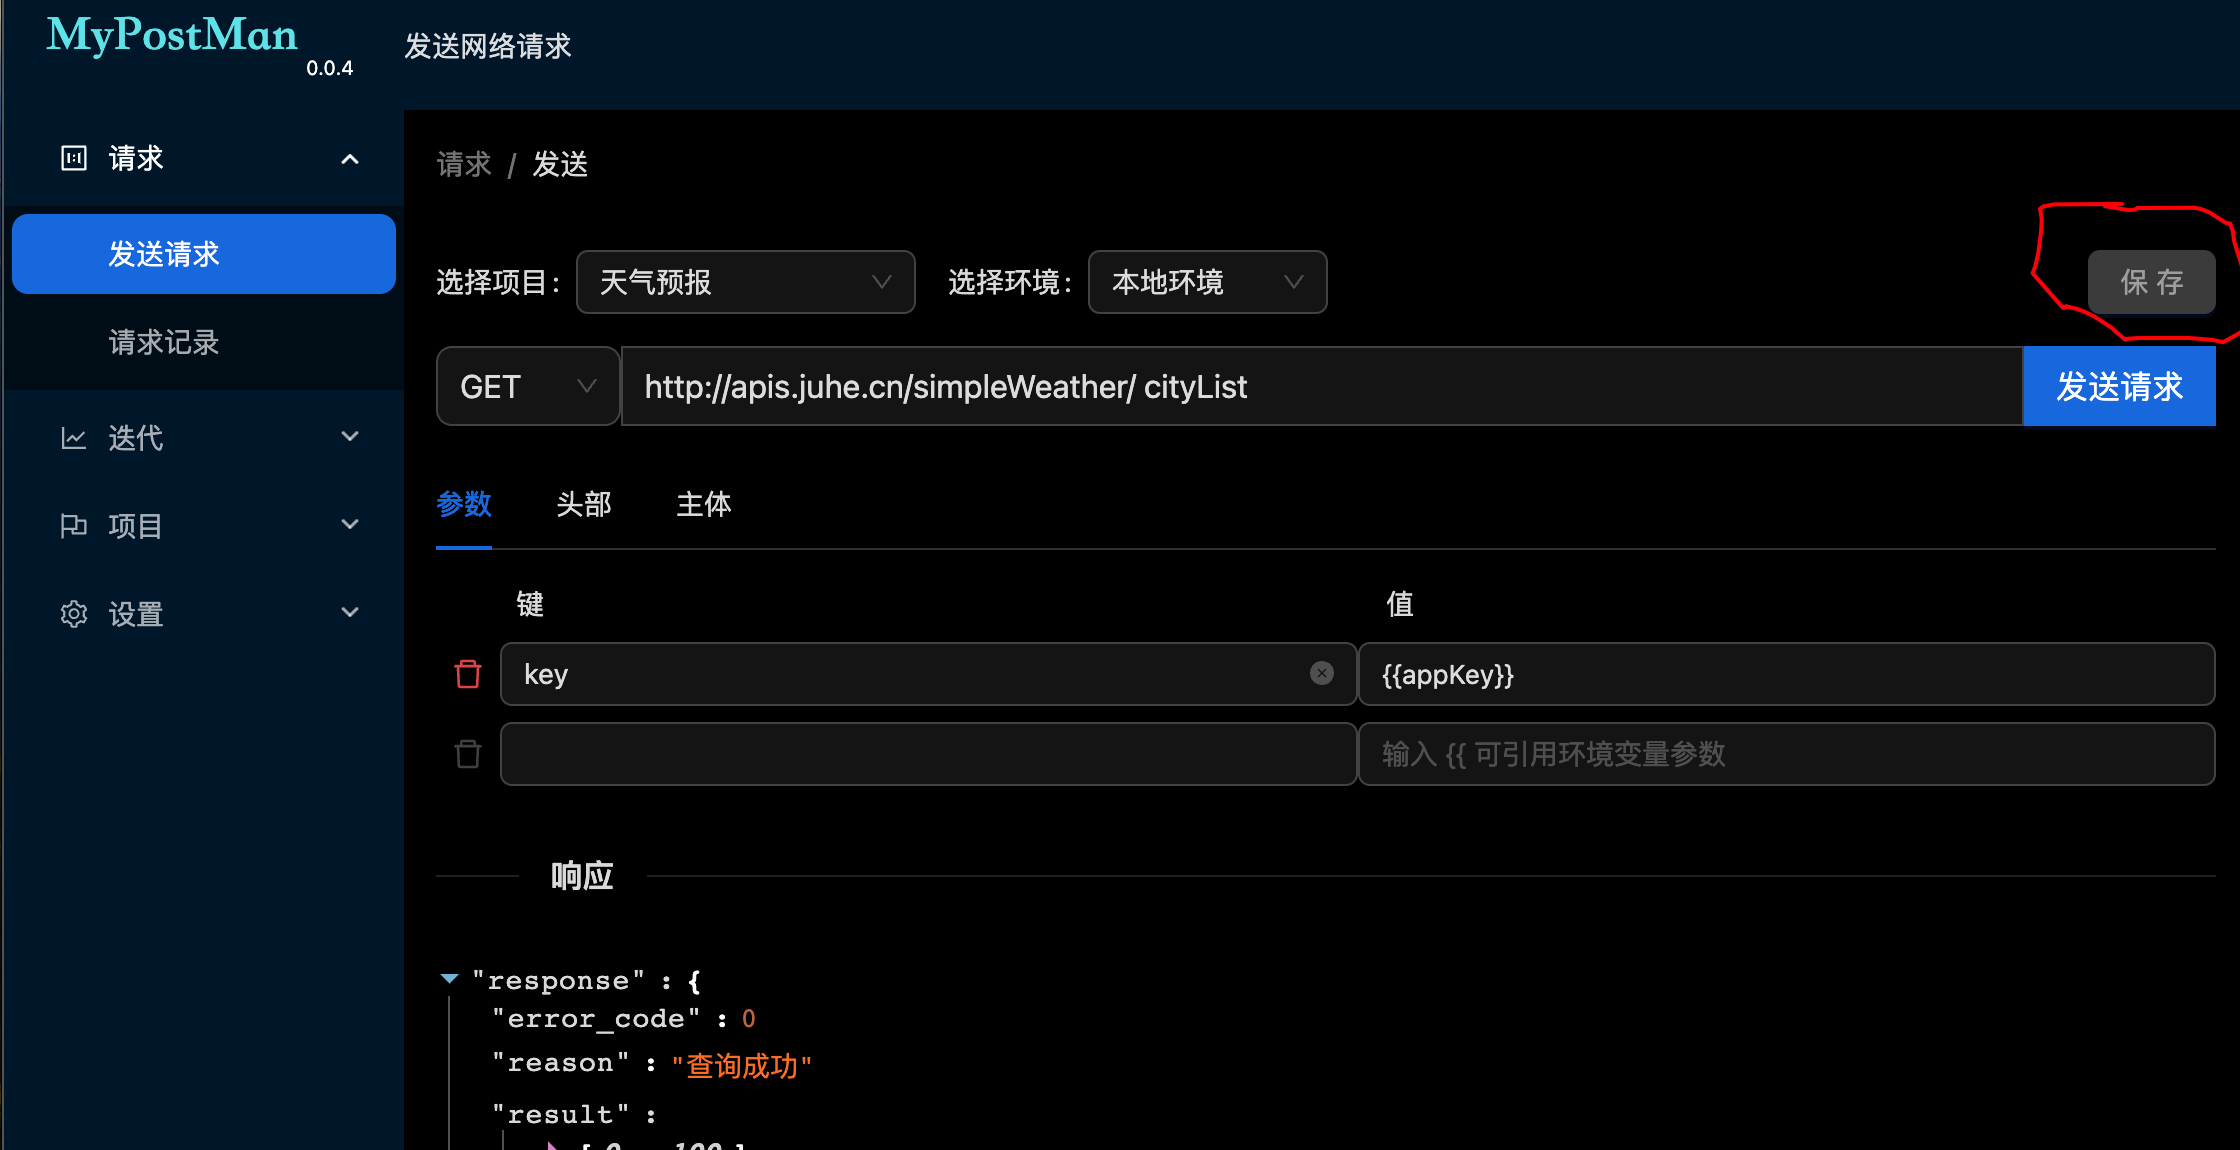 MyPostMan
0.0.4
发送网络请求
请求
发送请求
请求记录
迭代
项目
设置
请求 / 发送
选择项目: 天气预报 选择环境: 本地环境 保 存
GET http://apis.juhe.cn/simpleWeather/ cityList 发送请求
参数 头部 主体
键 值
key {{appKey}}
输入 {{ 可引用环境变量参数
响应
"response" : {
"error_code" : 0
"reason" : "查询成功"
"result" :